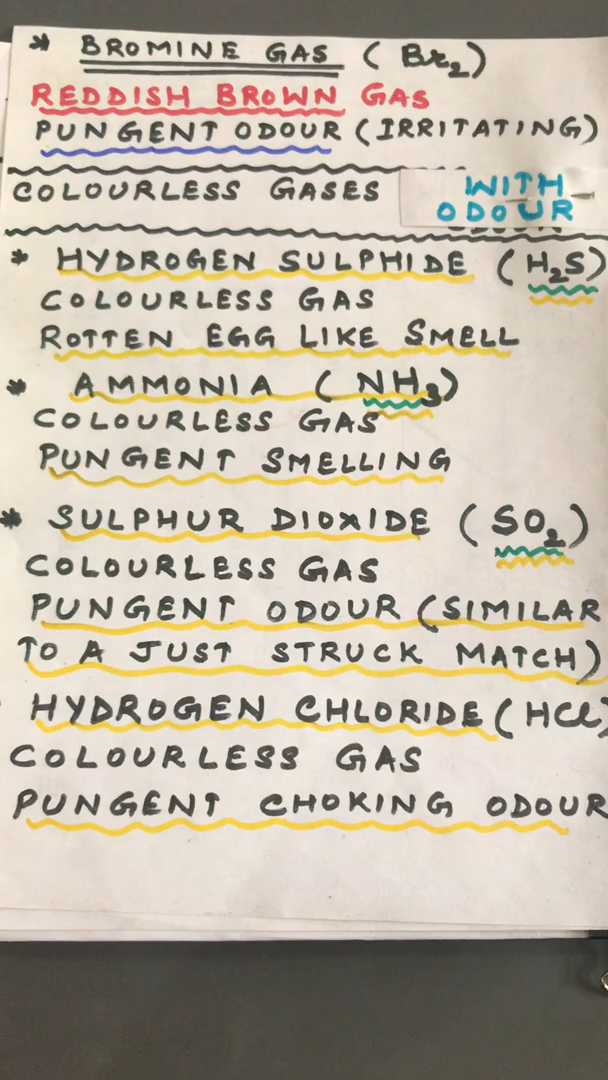 * BROMINE GAS (Br₂)
REDDISH BROWN GAS
PUNGENT ODOUR (IRRITATING)
COLOURLESS GASES WITH ODOUR
* HYDROGEN SULPHIDE (H₂S)
COLOURLESS GAS
ROTTEN EGG LIKE SMELL
* AMMONIA (NH₃)
COLOURLESS GAS
PUNGENT SMELLING
* SULPHUR DIOXIDE (SO₂)
COLOURLESS GAS
PUNGENT ODOUR (SIMILAR
TO A JUST STRUCK MATCH)
HYDROGEN CHLORIDE (HCl)
COLOURLESS GAS
PUNGENT CHOKING ODOUR